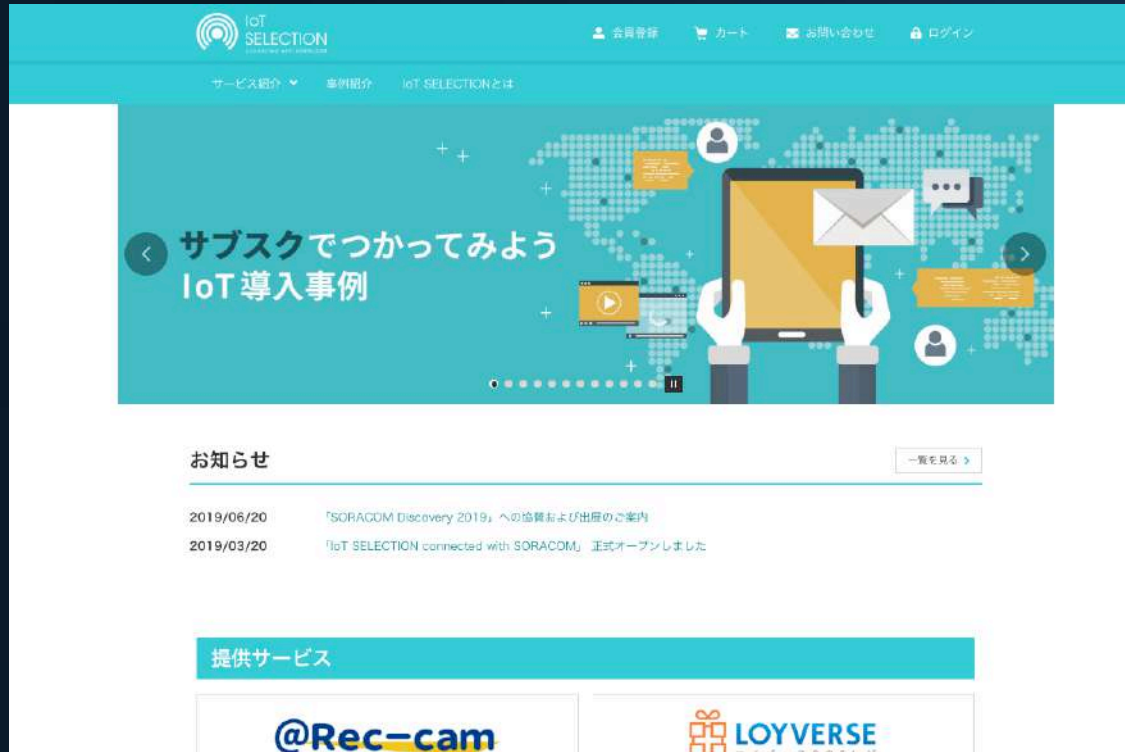 IoT
SELECTION
会員登録
カート
お問い合わせ
ログイン
サービス紹介
事例紹介
IoT SELECTIONとは
サブスクでつかってみよう
IoT導入事例
お知らせ
一覧を見る
2019/06/20
「SORACOM Discovery 2019」への協賛および出展のご案内
2019/03/20
「IoT SELECTION connected with SORACOM」 正式オープンしました
提供サービス
@Rec-cam
LOYVERSE